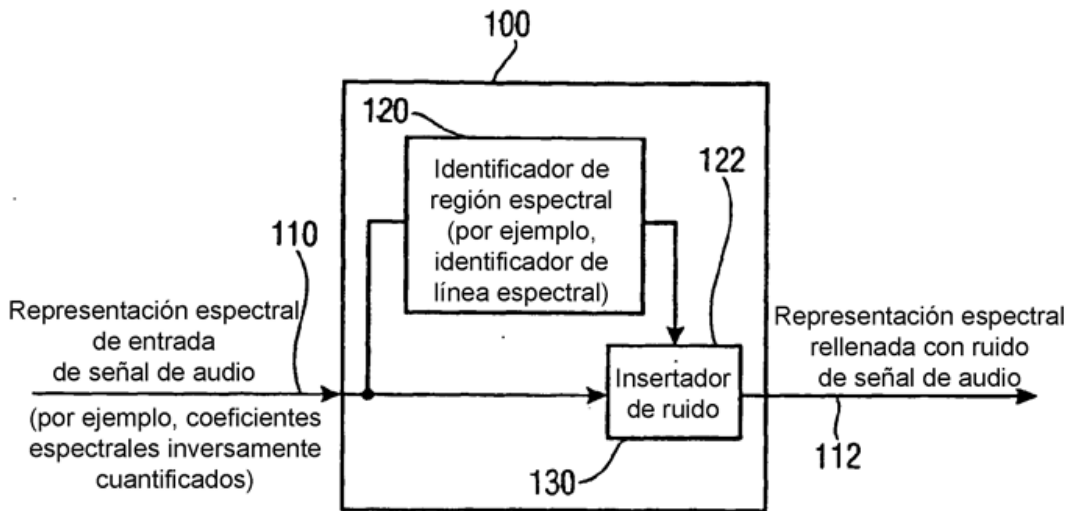 100
120
Identificador de
región espectral
(por ejemplo,
identificador de
línea espectral)
122
110
Representación espectral
de entrada
de señal de audio
(por ejemplo, coeficientes
espectrales inversamente
cuantificados)
Insertador
de ruido
130
Representación espectral
rellenada con ruido
de señal de audio
112